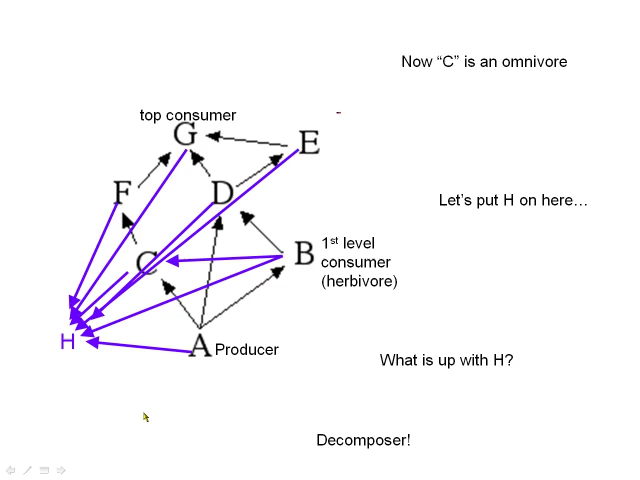 Now “C” is an omnivore
top consumer
G
E
F
D
Let’s put H on here…
C
B
1st level
consumer
(herbivore)
H
A
Producer
What is up with H?
Decomposer!